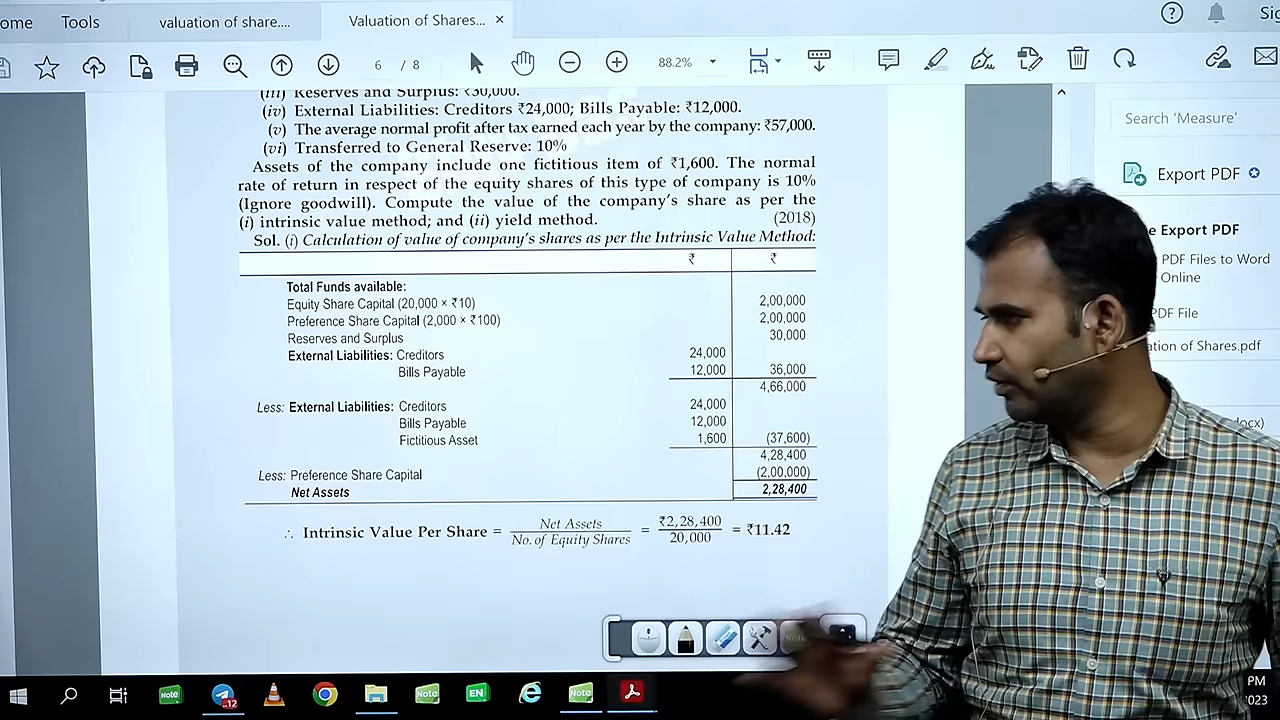 ome Tools valuation of share.... Valuation of Shares... × ? Sig
6 / 8 88.2%
(iii) Reserves and Surplus: ₹30,000.
(iv) External Liabilities: Creditors ₹24,000; Bills Payable: ₹12,000.
(v) The average normal profit after tax earned each year by the company: ₹57,000.
(vi) Transferred to General Reserve: 10%
Assets of the company include one fictitious item of ₹1,600. The normal
rate of return in respect of the equity shares of this type of company is 10%
(Ignore goodwill). Compute the value of the company's share as per the
(i) intrinsic value method; and (ii) yield method. (2018)
Sol. (i) Calculation of value of company's shares as per the Intrinsic Value Method:
₹ ₹
Total Funds available:
Equity Share Capital (20,000 × ₹10) 2,00,000
Preference Share Capital (2,000 × ₹100) 2,00,000
Reserves and Surplus 30,000
External Liabilities: Creditors 24,000
Bills Payable 12,000 36,000
4,66,000
Less: External Liabilities: Creditors 24,000
Bills Payable 12,000
Fictitious Asset 1,600 (37,600)
4,28,400
Less: Preference Share Capital (2,00,000)
Net Assets 2,28,400
∴ Intrinsic Value Per Share = Net Assets / No. of Equity Shares = ₹2,28,400 / 20,000 = ₹11.42
Search 'Measure'
Export PDF
e Export PDF
PDF Files to Word
Online
PDF File
ation of Shares.pdf
ocx)
Note 12 Note EN Note
PM
023